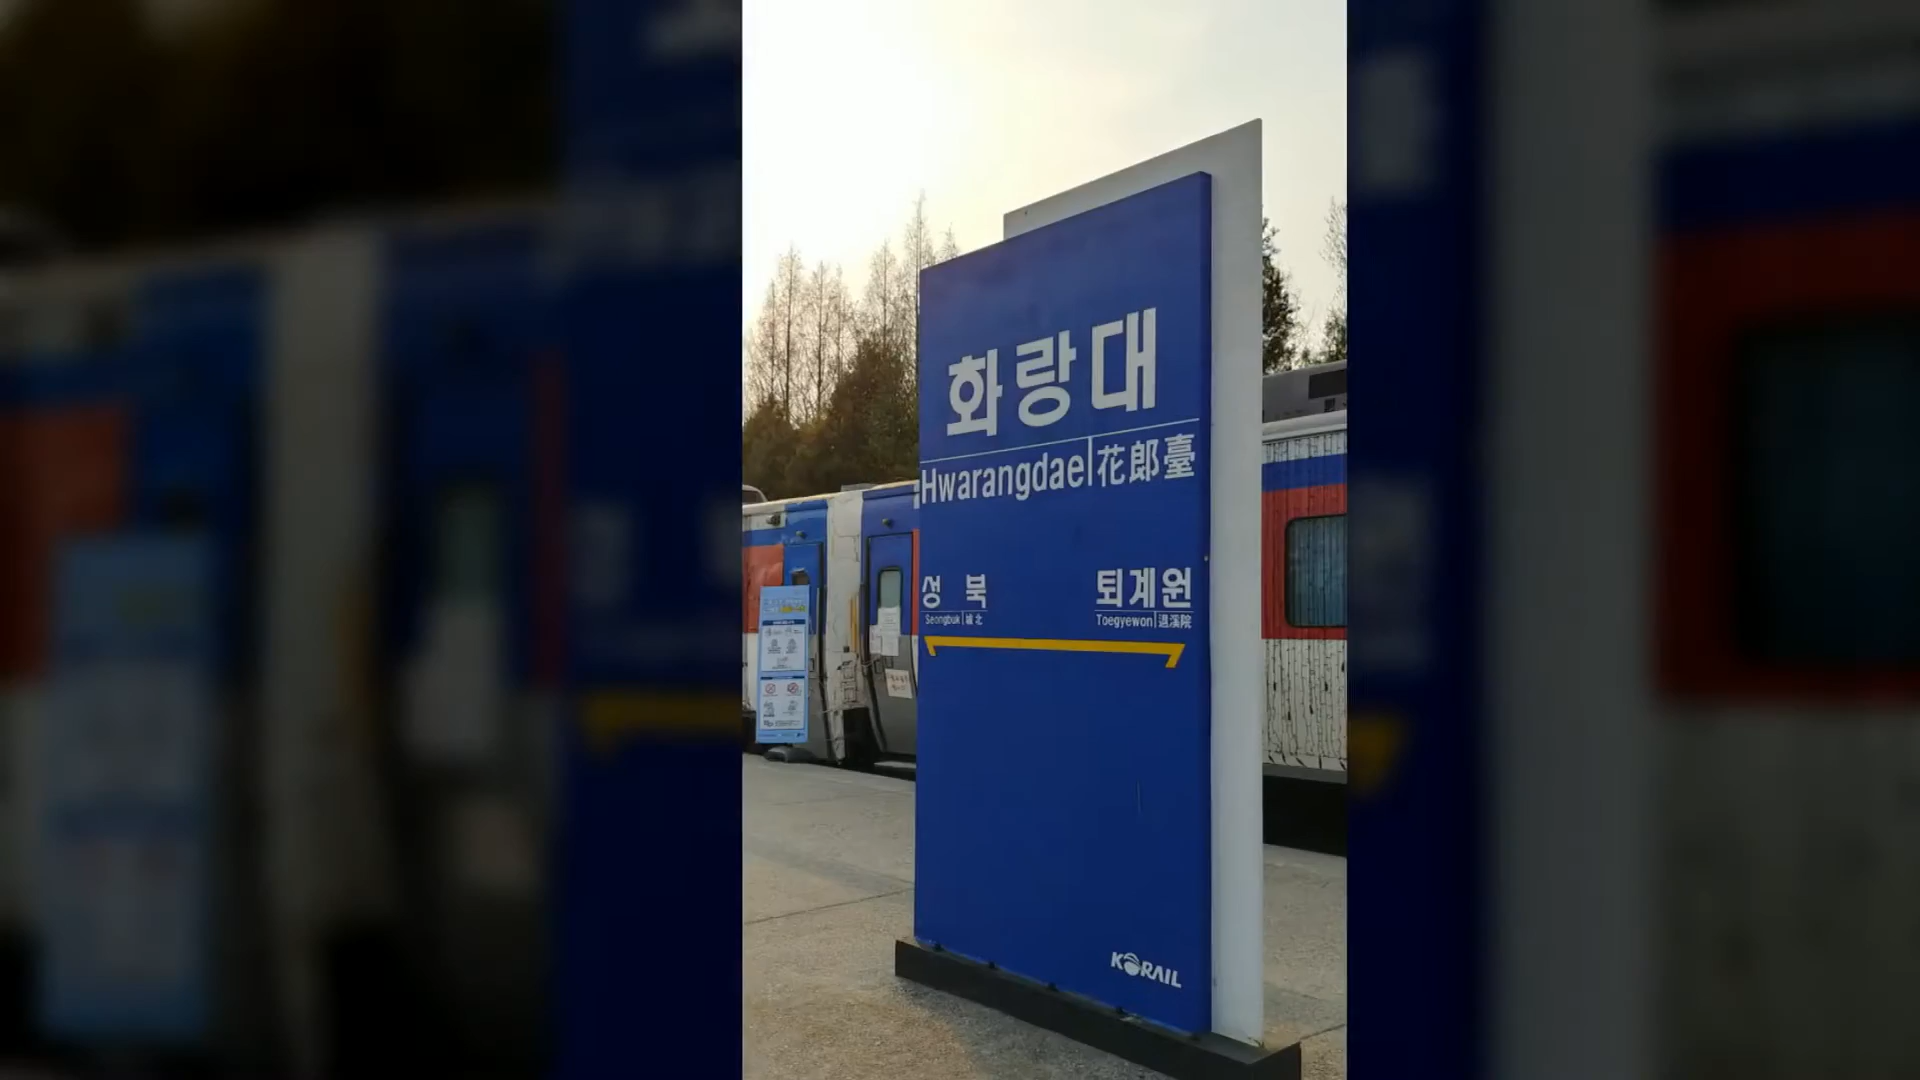 화랑대
Hwarangdae 花郎臺
성 북 퇴계원
Seongbuk 城北 Toegyewon 退溪院
KORAIL